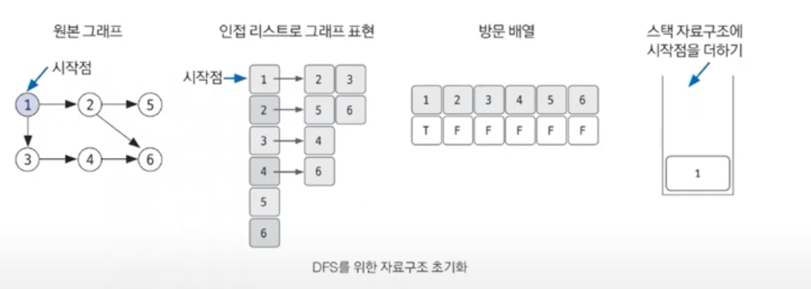 원본 그래프
시작점
1 2 5
3 4 6
인접 리스트로 그래프 표현
시작점
1 2 3
2 5 6
3 4
4 6
5
6
방문 배열
1 2 3 4 5 6
T F F F F F
스택 자료구조에
시작점을 더하기
1
DFS를 위한 자료구조 초기화